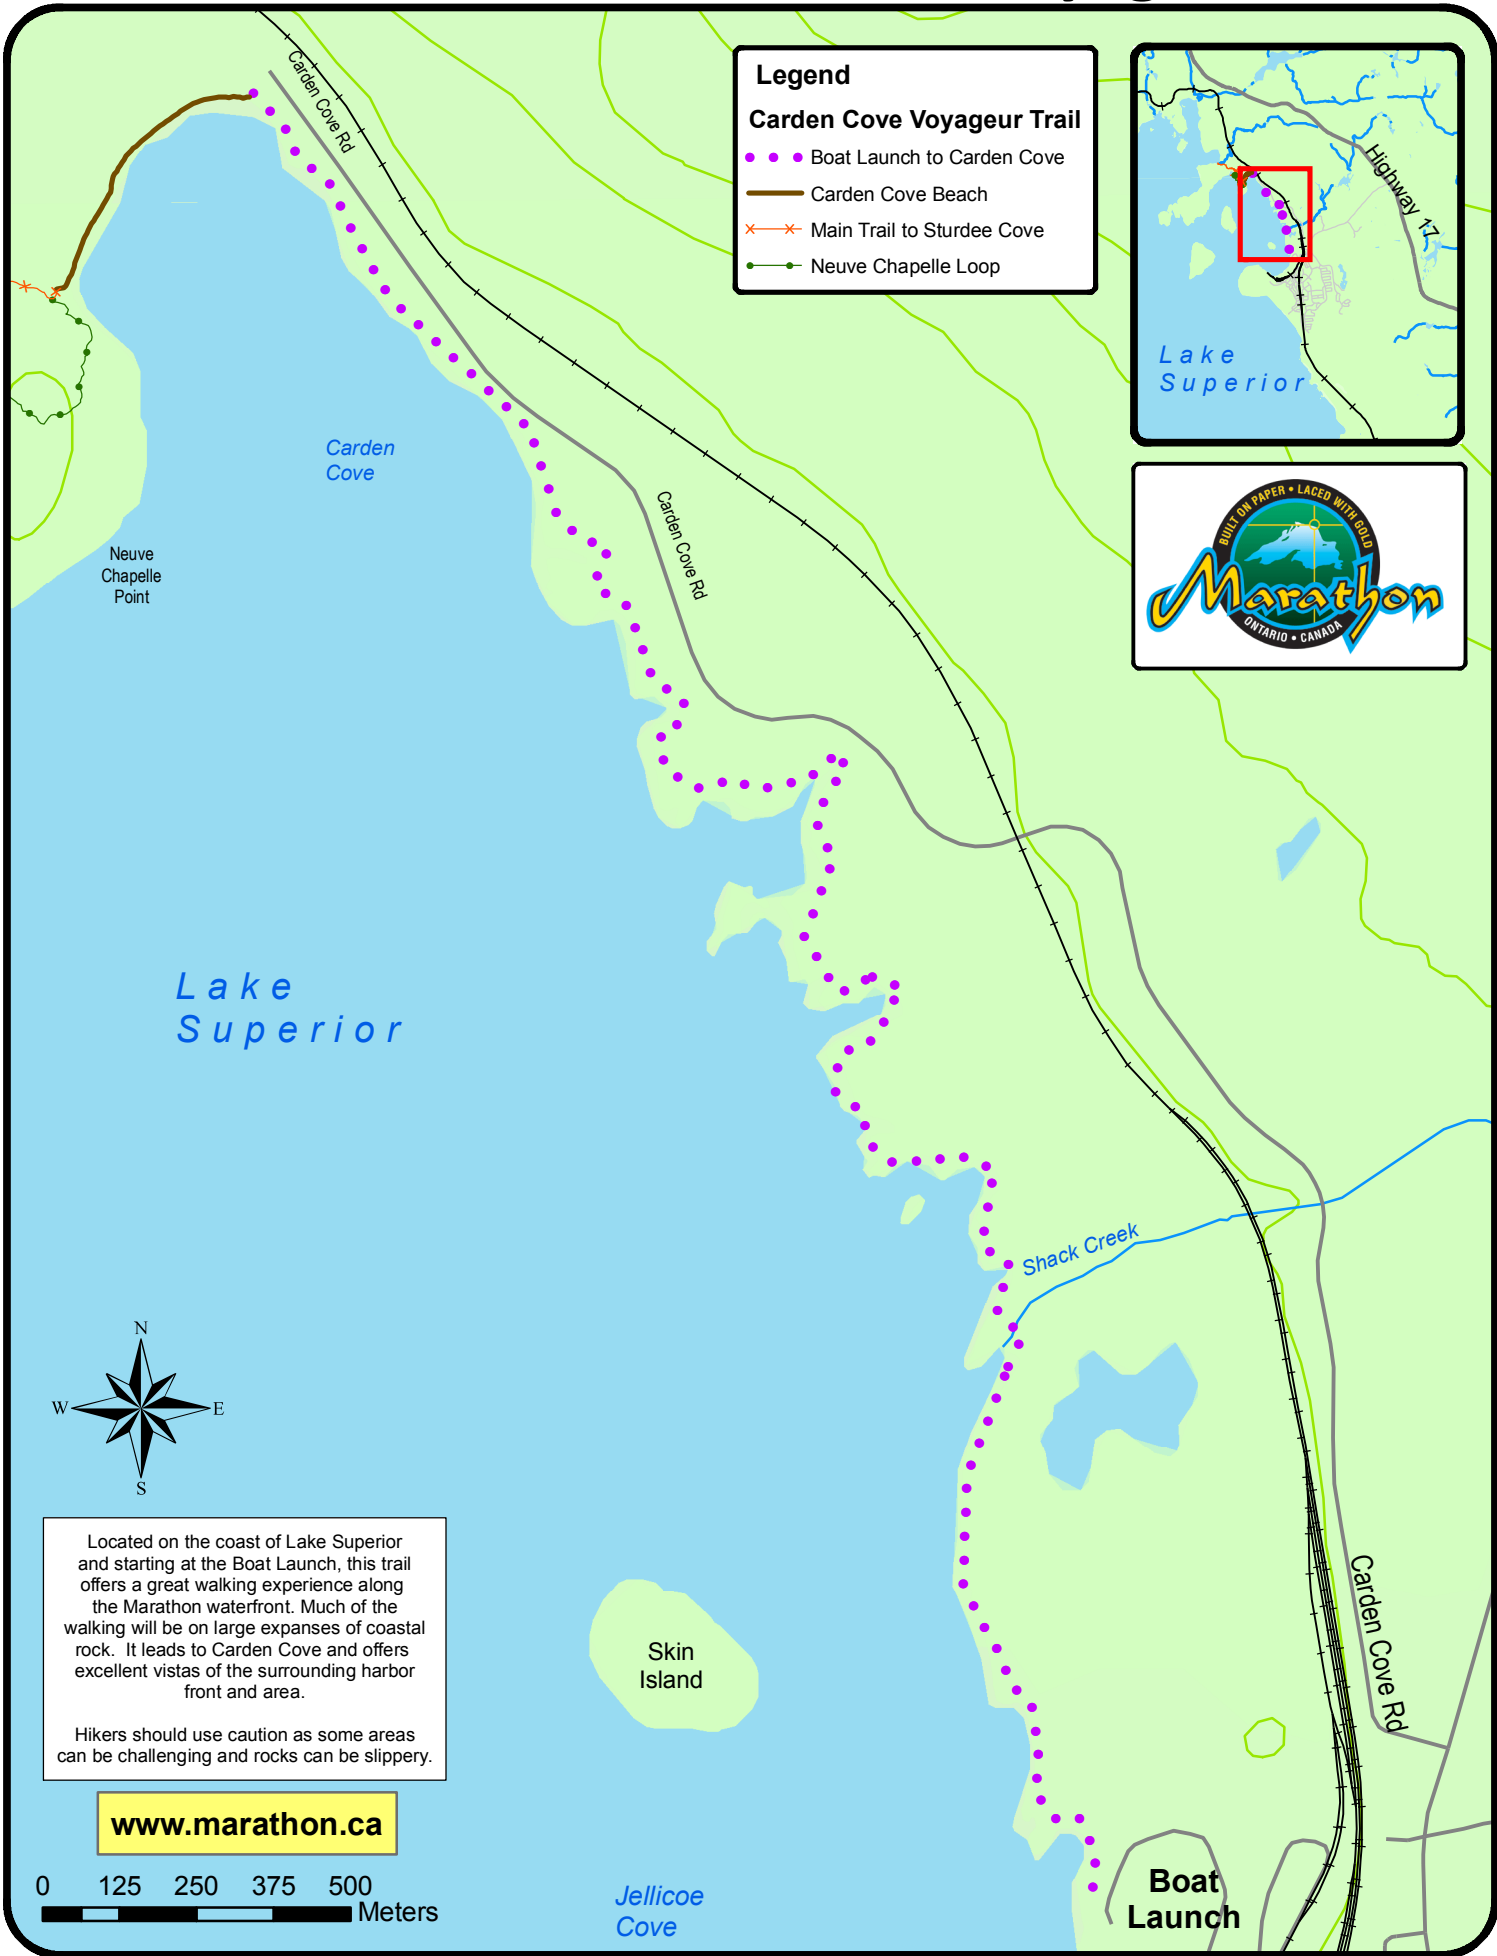 Legend
Carden Cove Voyageur Trail
Boat Launch to Carden Cove
Carden Cove Beach
Main Trail to Sturdee Cove
Neuve Chapelle Loop
Highway 17
Lake
Superior
BUILT ON PAPER • LACED WITH GOLD
Marathon
ONTARIO • CANADA
Carden Cove Rd
Carden
Cove
Carden Cove Rd
Neuve
Chapelle
Point
Lake
Superior
Shack Creek
N
W
E
S
Located on the coast of Lake Superior
and starting at the Boat Launch, this trail
offers a great walking experience along
the Marathon waterfront. Much of the
walking will be on large expanses of coastal
rock. It leads to Carden Cove and offers
excellent vistas of the surrounding harbor
front and area.
Hikers should use caution as some areas
can be challenging and rocks can be slippery.
Skin
Island
Carden Cove Rd
www.marathon.ca
0 125 250 375 500
Meters
Jellicoe
Cove
Boat
Launch